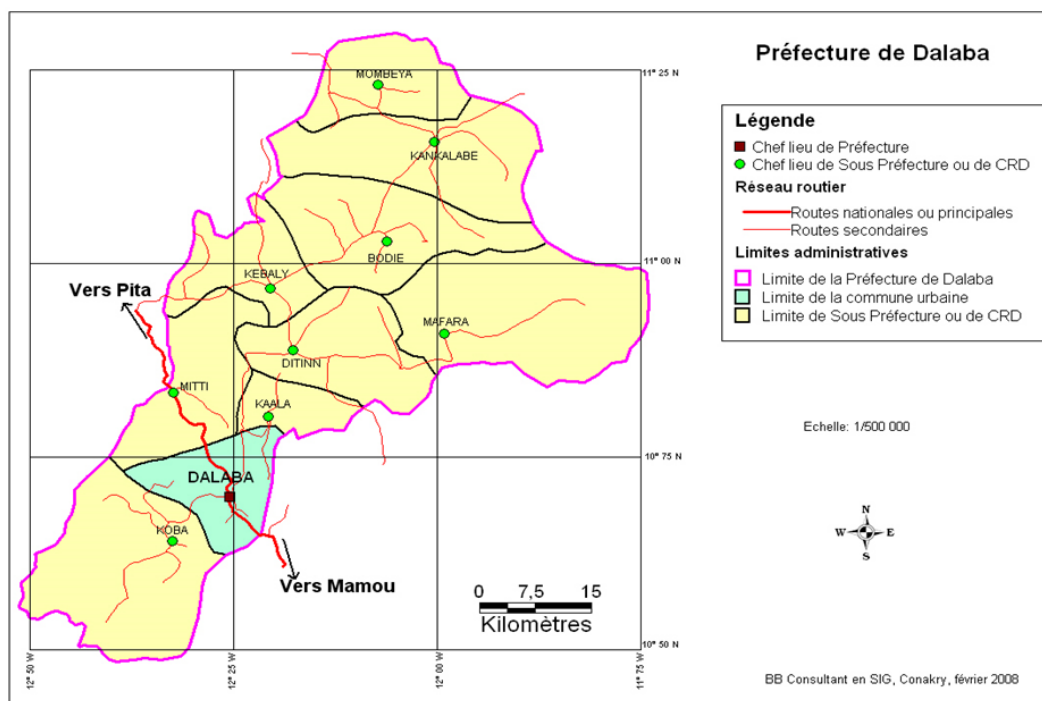 Préfecture de Dalaba
11° 25 N
MOMBEYA
KANKALABE
BODIE
11° 00 N
KEBALY
Vers Pita
MAFARA
DITINN
MITTI
KAALA
10° 75 N
DALABA
KOBA
Vers Mamou
0 7,5 15
Kilomètres
10° 50 N
12° 50 W
12° 25 W
12° 00 W
11° 75 W
Légende
Chef lieu de Préfecture
Chef lieu de Sous Préfecture ou de CRD
Réseau routier
Routes nationales ou principales
Routes secondaires
Limites administratives
Limite de la Préfecture de Dalaba
Limite de la commune urbaine
Limite de Sous Préfecture ou de CRD
Echelle: 1/500 000
N
W E
S
BB Consultant en SIG, Conakry, février 2008